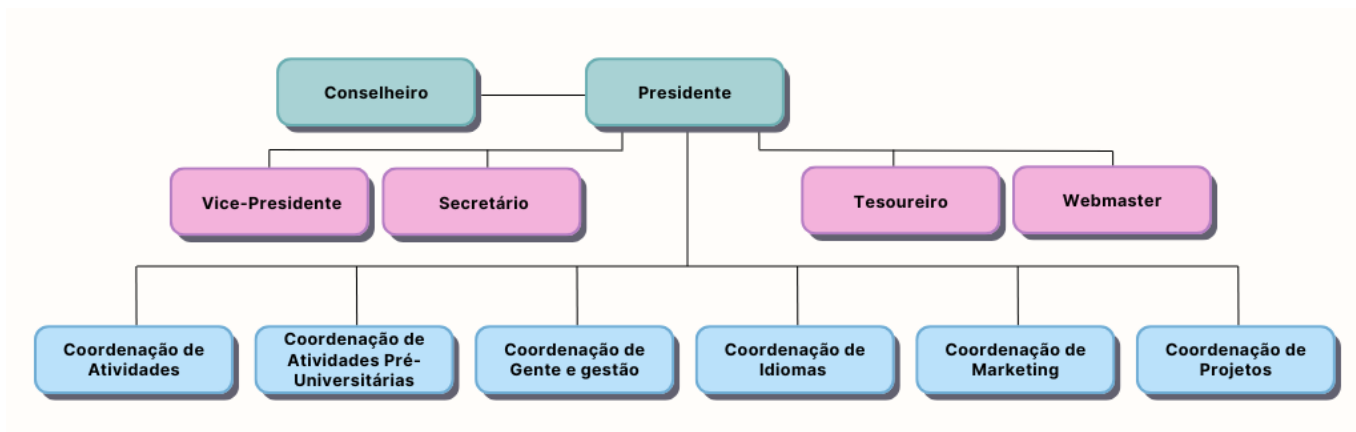 Conselheiro
Presidente
Vice-Presidente
Secretário
Tesoureiro
Webmaster
Coordenação de
Atividades
Coordenação de
Atividades Pré-
Universitárias
Coordenação de
Gente e gestão
Coordenação de
Idiomas
Coordenação de
Marketing
Coordenação de
Projetos